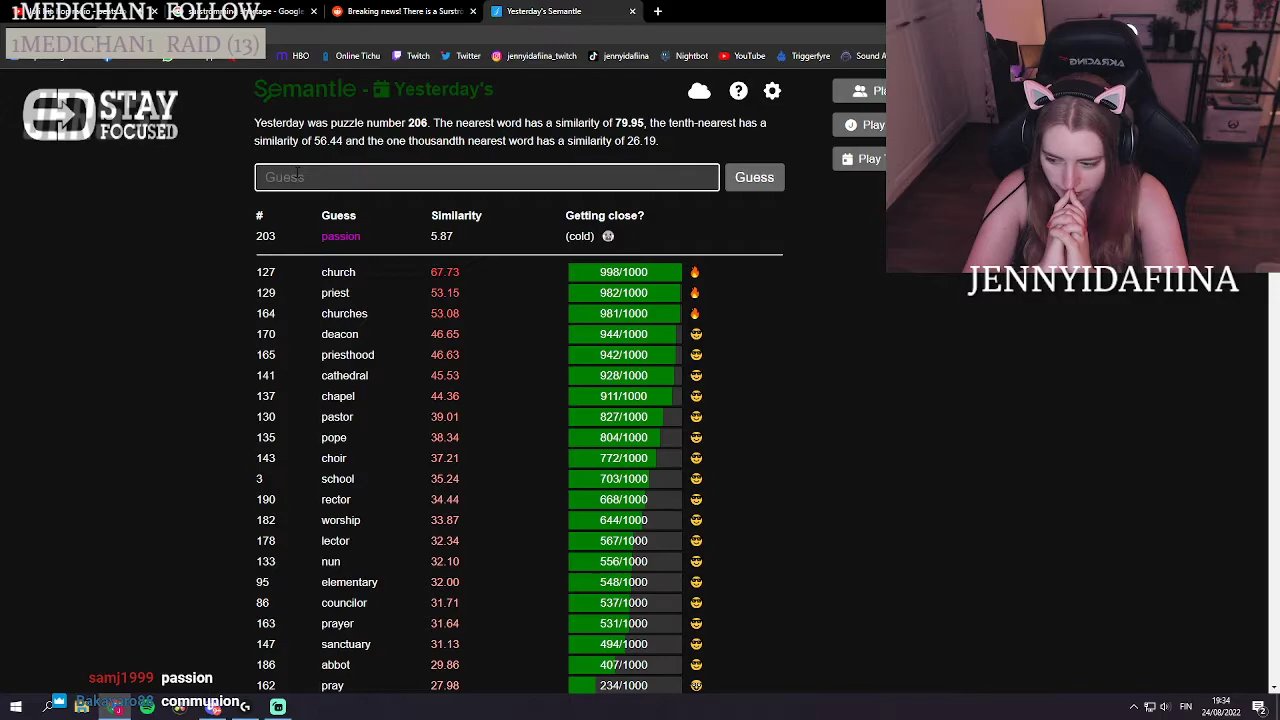 1MEDICHAN1 FOLLOW
1MEDICHAN1 RAID (13)
Google
Breaking news! There is a Surstro
Yesterday's Semantle
HBO
Online Tichu
Twitch
Twitter
jennydafiina
jennyidafiina
Nightbot
YouTube
Triggerfyre
Sound A
STAY FOCUSED
Semantle - Yesterday's
Yesterday was puzzle number 206. The nearest word has a similarity of 79.95, the tenth-nearest has a
similarity of 56.44 and the one thousandth nearest word has a similarity of 26.19.
Guess Guess
Pla
Play
Play
# Guess Similarity Getting close?
203 passion 5.87 (cold)
127 church 67.73 998/1000
129 priest 53.15 982/1000
164 churches 53.08 981/1000
170 deacon 46.65 944/1000
165 priesthood 46.63 942/1000
141 cathedral 45.53 928/1000
137 chapel 44.36 911/1000
130 pastor 39.01 827/1000
135 pope 38.34 804/1000
143 choir 37.21 772/1000
3 school 35.24 703/1000
190 rector 34.44 668/1000
182 worship 33.87 644/1000
178 lector 32.34 567/1000
133 nun 32.10 556/1000
95 elementary 32.00 548/1000
86 councilor 31.71 537/1000
163 prayer 31.64 531/1000
147 sanctuary 31.13 494/1000
186 abbot 29.86 407/1000
162 pray 27.98 234/1000
AKRACING
JENNYIDAFIINA
samj1999 passion
Bakayaro88 communion
FIN
19:34
24/08/2022